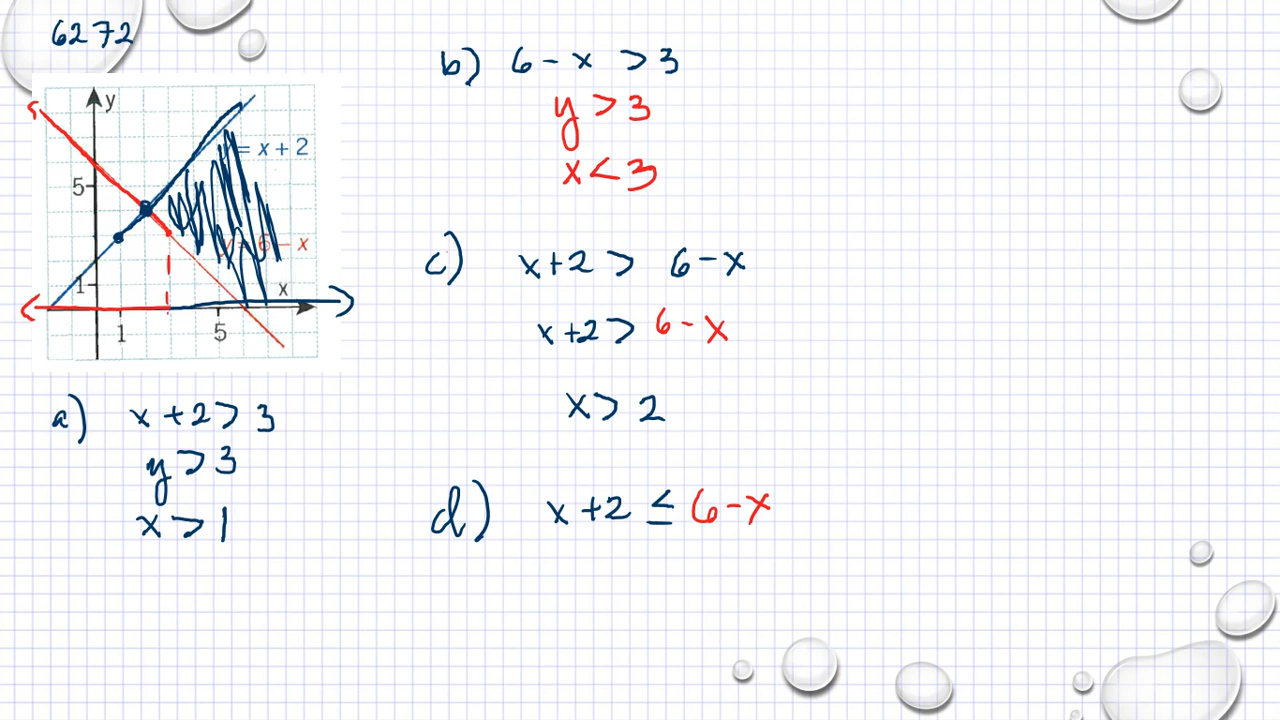 6272
y
= x + 2
5
y = 6 - x
1
x
1
5
a) x + 2 > 3
y > 3
x > 1
b) 6 - x > 3
y > 3
x < 3
c) x+2 > 6-x
x+2 > 6-x
x > 2
d) x+2 ≤ 6-x